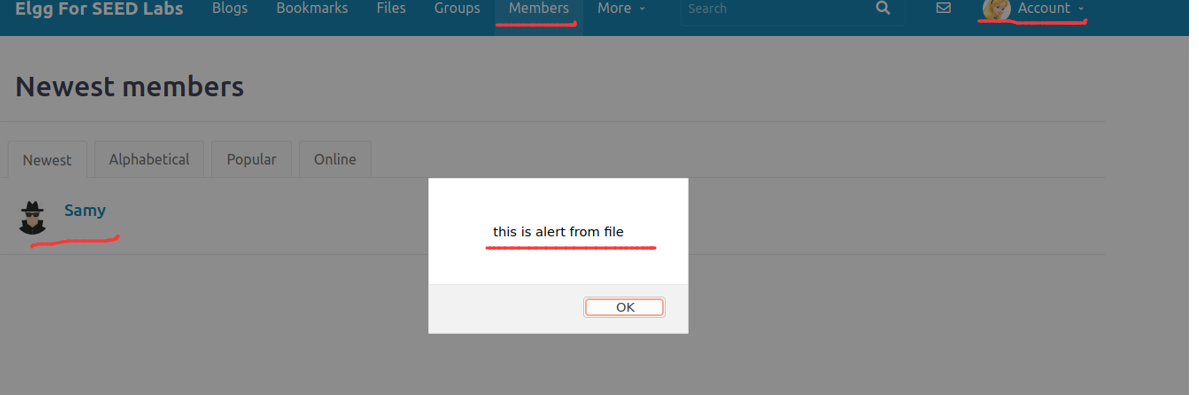 Elgg For SEED Labs Blogs Bookmarks Files Groups Members More Search Account
Newest members
Newest Alphabetical Popular Online
Samy
this is alert from file
OK